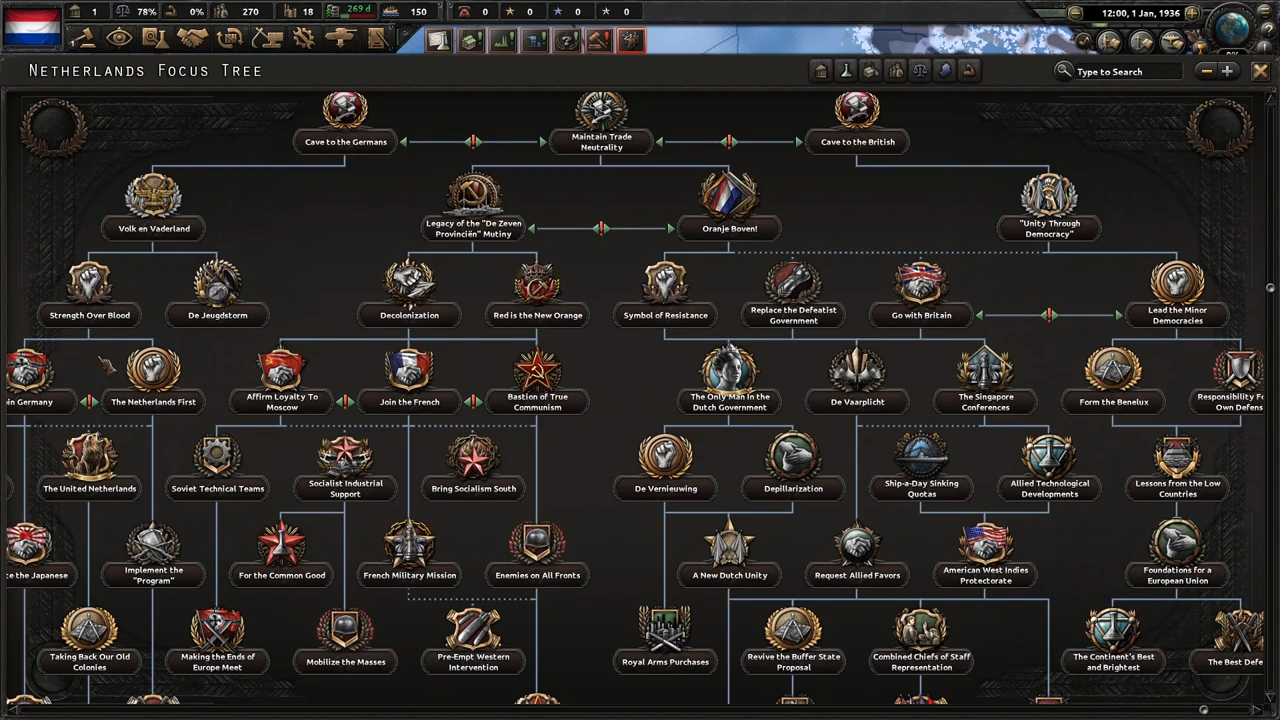 1
78%
0%
270
18
269 d
150
0
0
0
0
12:00, 1 Jan, 1936
Netherlands Focus Tree
Type to Search
Cave to the Germans
Maintain Trade
Neutrality
Cave to the British
Volk en Vaderland
Legacy of the "De Zeven
Provinciën" Mutiny
Oranje Boven!
"Unity Through
Democracy"
Strength Over Blood
De Jeugdstorm
Decolonization
Red is the New Orange
Symbol of Resistance
Replace the Defeatist
Government
Go with Britain
Lead the Minor
Democracies
in Germany
The Netherlands First
Affirm Loyalty To
Moscow
Join the French
Bastion of True
Communism
The Only Man in the
Dutch Government
De Vaarplicht
The Singapore
Conferences
Form the Benelux
Responsibility F
Own Defens
The United Netherlands
Soviet Technical Teams
Socialist Industrial
Support
Bring Socialism South
De Vernieuwing
Depillarization
Ship-a-Day Sinking
Quotas
Allied Technological
Developments
Lessons from the Low
Countries
te the Japanese
Implement the
"Program"
For the Common Good
French Military Mission
Enemies on All Fronts
A New Dutch Unity
Request Allied Favors
American West Indies
Protectorate
Foundations for a
European Union
Taking Back Our Old
Colonies
Making the Ends of
Europe Meet
Mobilize the Masses
Pre-Empt Western
Intervention
Royal Arms Purchases
Revive the Buffer State
Proposal
Combined Chiefs of Staff
Representation
The Continent's Best
and Brightest
The Best Defe